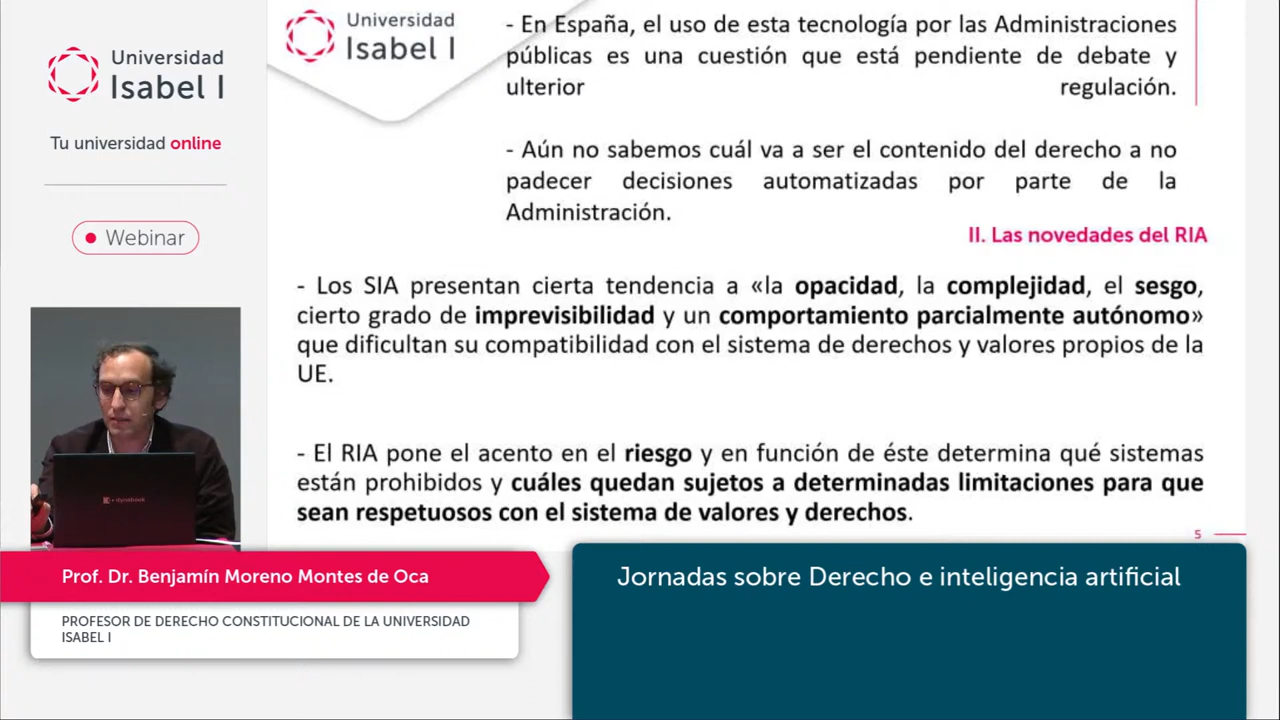 Universidad
Isabel I
Tu universidad online
Webinar
Universidad
Isabel I
- En España, el uso de esta tecnología por las Administraciones
públicas es una cuestión que está pendiente de debate y
ulterior regulación.
- Aún no sabemos cuál va a ser el contenido del derecho a no
padecer decisiones automatizadas por parte de la
Administración.
II. Las novedades del RIA
- Los SIA presentan cierta tendencia a «la opacidad, la complejidad, el sesgo,
cierto grado de imprevisibilidad y un comportamiento parcialmente autónomo»
que dificultan su compatibilidad con el sistema de derechos y valores propios de la
UE.
- El RIA pone el acento en el riesgo y en función de éste determina qué sistemas
están prohibidos y cuáles quedan sujetos a determinadas limitaciones para que
sean respetuosos con el sistema de valores y derechos.
5
dynabook
Prof. Dr. Benjamín Moreno Montes de Oca
PROFESOR DE DERECHO CONSTITUCIONAL DE LA UNIVERSIDAD
ISABEL I
Jornadas sobre Derecho e inteligencia artificial